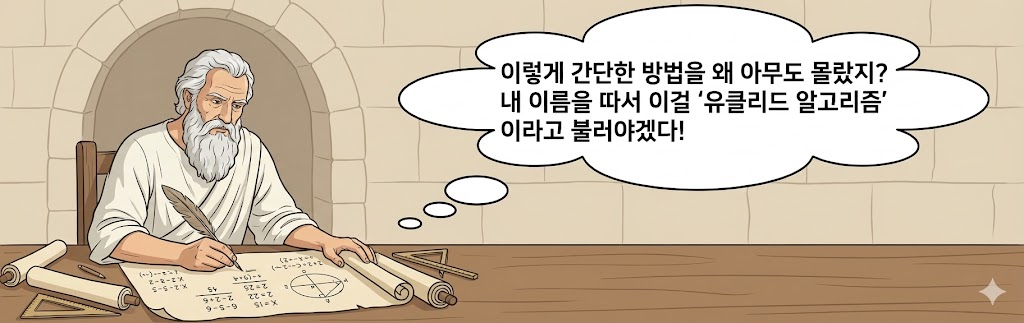 이렇게 간단한 방법을 왜 아무도 몰랐지?
내 이름을 따서 이걸 ‘유클리드 알고리즘’
이라고 불러야겠다!